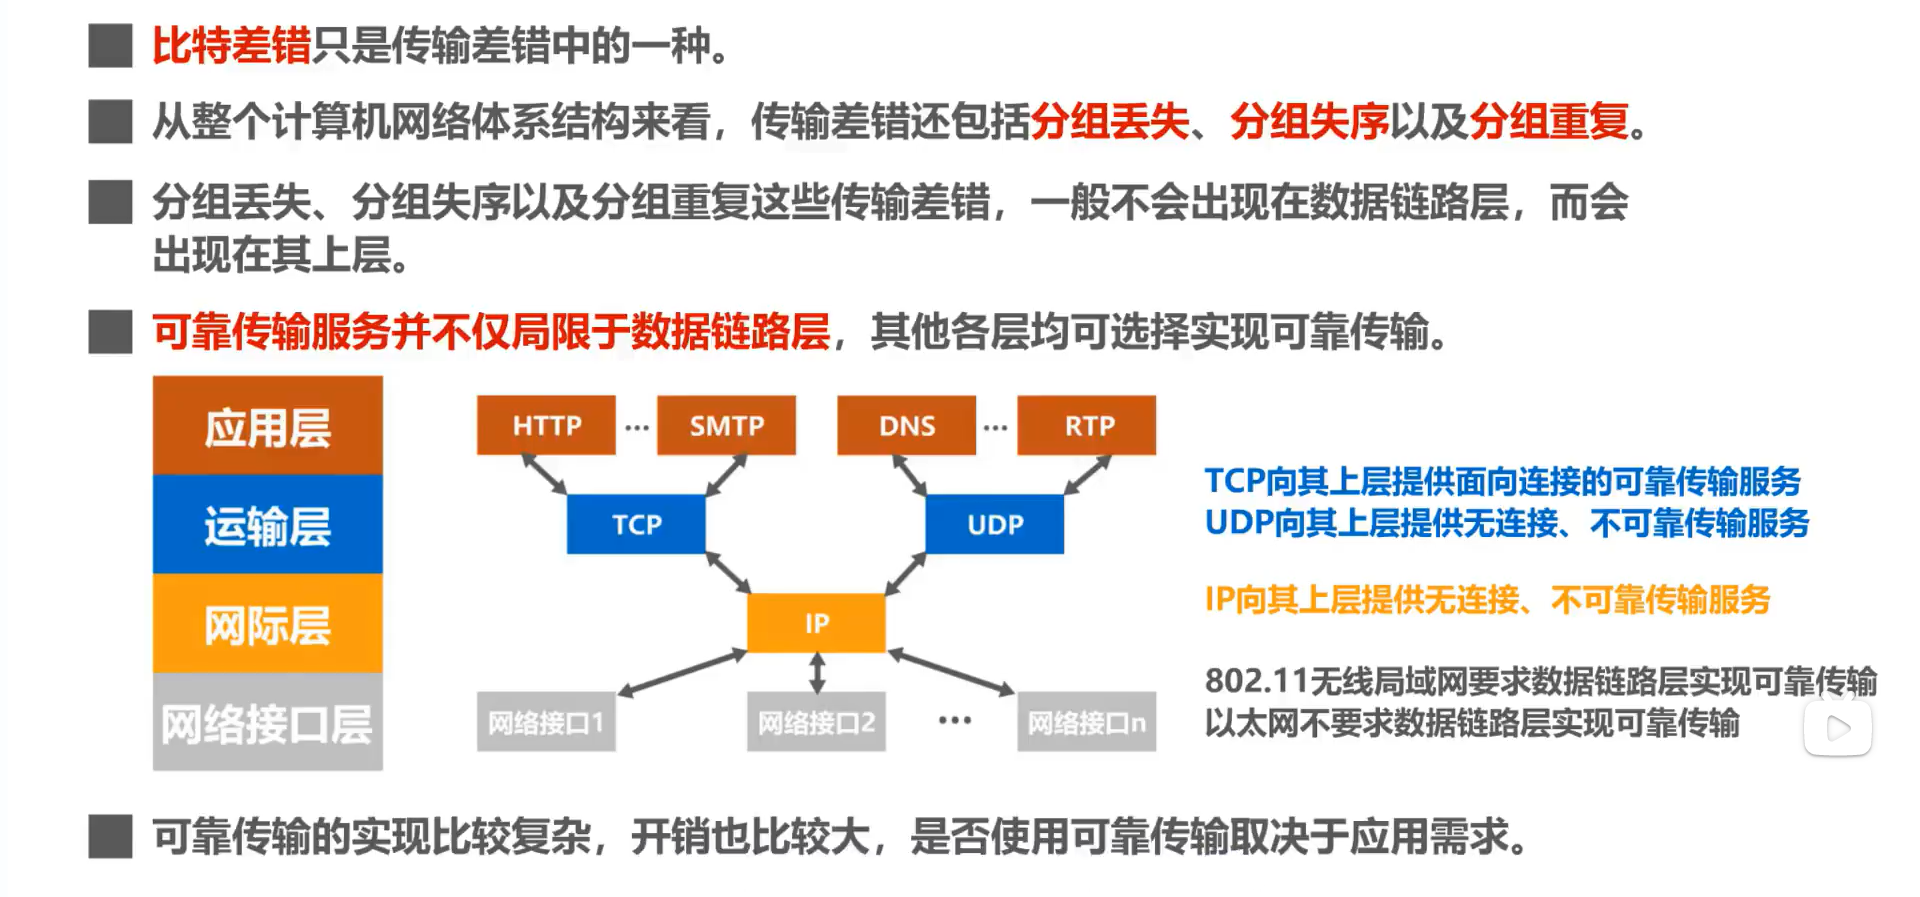 比特差错只是传输差错中的一种。
从整个计算机网络体系结构来看，传输差错还包括分组丢失、分组失序以及分组重复。
分组丢失、分组失序以及分组重复这些传输差错，一般不会出现在数据链路层，而会
出现在其上层。
可靠传输服务并不仅局限于数据链路层，其他各层均可选择实现可靠传输。
应用层
HTTP ··· SMTP DNS ··· RTP
运输层
TCP UDP
TCP向其上层提供面向连接的可靠传输服务
UDP向其上层提供无连接、不可靠传输服务
网际层
IP
IP向其上层提供无连接、不可靠传输服务
网络接口层
网络接口1 网络接口2 ··· 网络接口n
802.11无线局域网要求数据链路层实现可靠传输
以太网不要求数据链路层实现可靠传输
可靠传输的实现比较复杂，开销也比较大，是否使用可靠传输取决于应用需求。